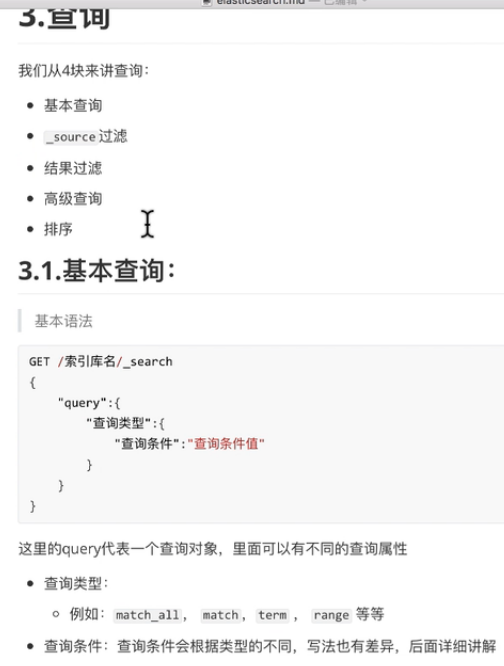 elasticsearch.md — 已编辑
3.查询
我们从4块来讲查询：
基本查询
_source过滤
结果过滤
高级查询
排序
3.1.基本查询：
基本语法
GET /索引库名/_search
{
"query":{
"查询类型":{
"查询条件":"查询条件值"
}
}
}
这里的query代表一个查询对象，里面可以有不同的查询属性
查询类型：
例如：match_all， match，term ， range 等等
查询条件：查询条件会根据类型的不同，写法也有差异，后面详细讲解